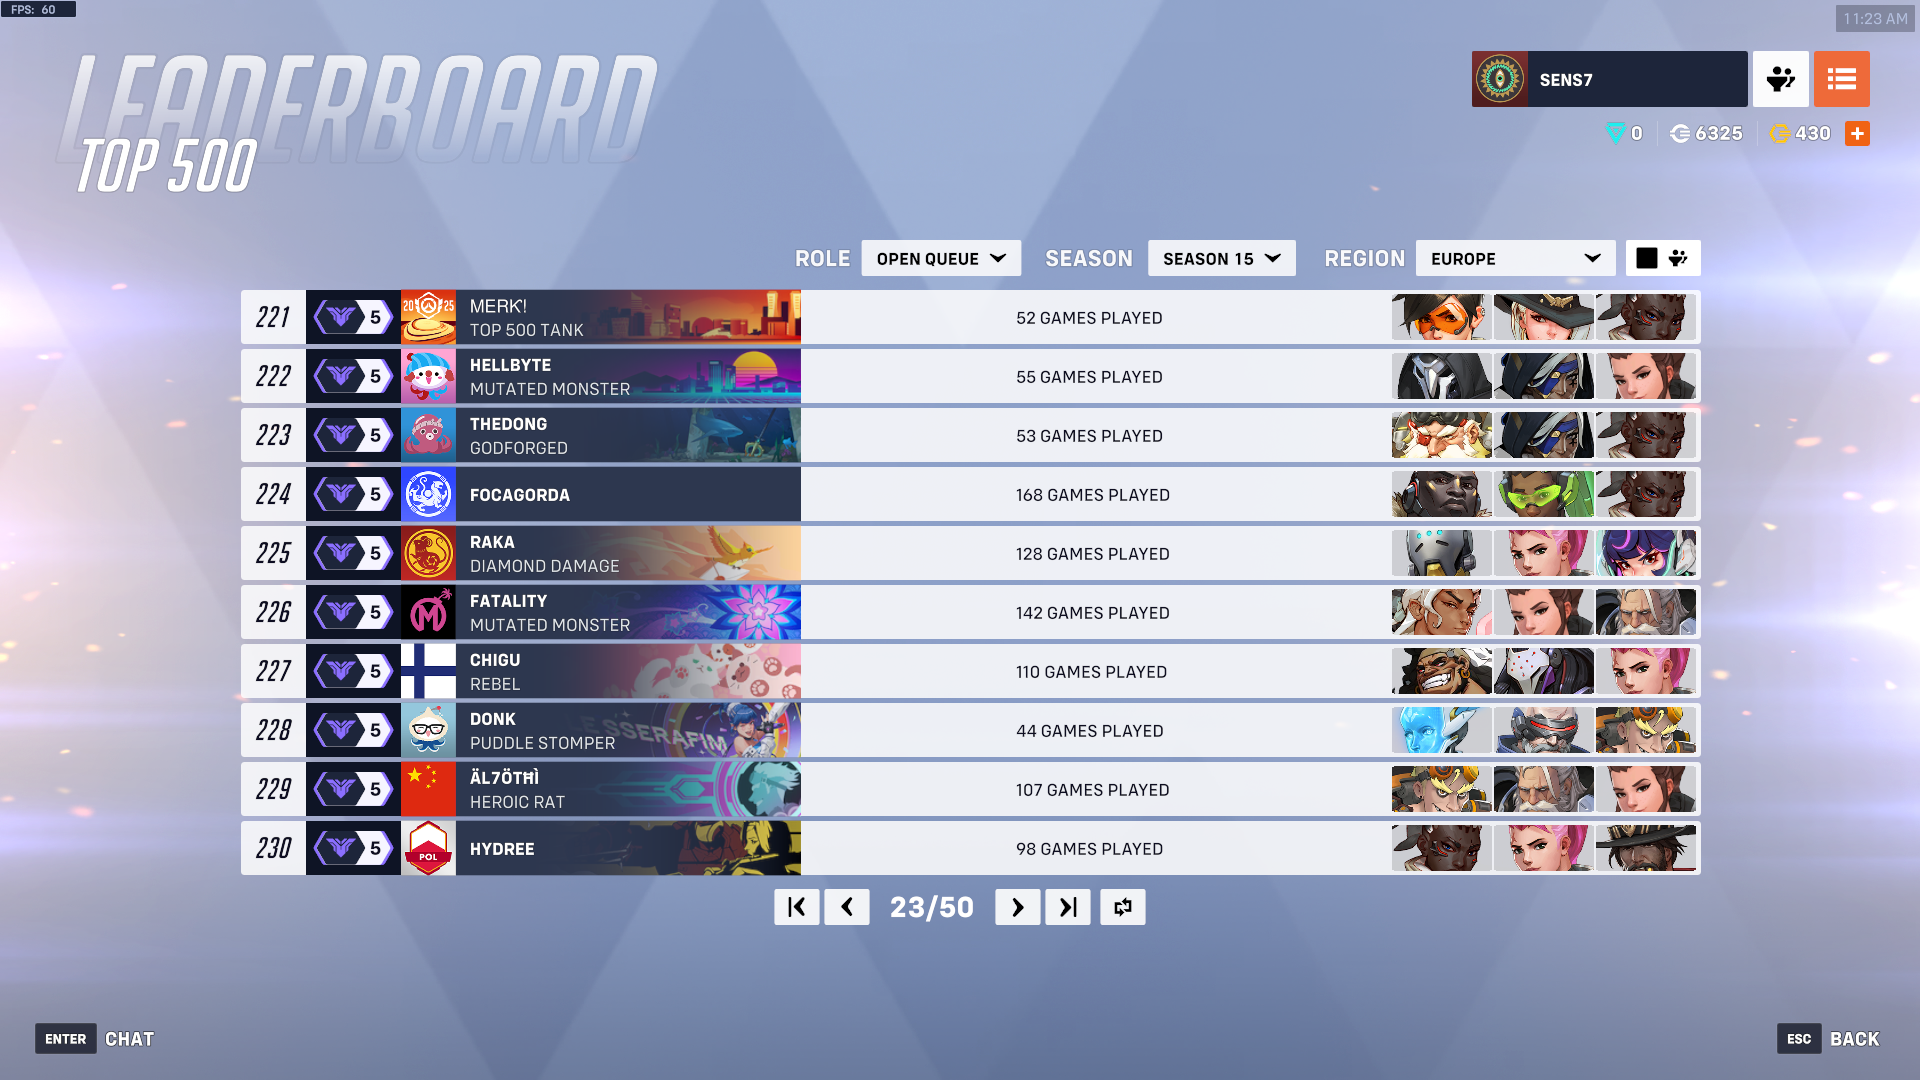 FPS: 60
11:23 AM
LEADERBOARD
TOP 500
SENS7
0
6325
430
ROLE
OPEN QUEUE
SEASON
SEASON 15
REGION
EUROPE
221
5
2025
MERK!
TOP 500 TANK
52 GAMES PLAYED
222
5
HELLBYTE
MUTATED MONSTER
55 GAMES PLAYED
223
5
THEDONG
GODFORGED
53 GAMES PLAYED
224
5
FOCAGORDA
168 GAMES PLAYED
225
5
RAKA
DIAMOND DAMAGE
128 GAMES PLAYED
226
5
FATALITY
MUTATED MONSTER
142 GAMES PLAYED
227
5
CHIGU
REBEL
110 GAMES PLAYED
228
5
DONK
PUDDLE STOMPER
ESSERAFIM
44 GAMES PLAYED
229
5
ÄL7ÖTĦÌ
HEROIC RAT
107 GAMES PLAYED
230
5
POL
HYDREE
98 GAMES PLAYED
23/50
ENTER
CHAT
ESC
BACK